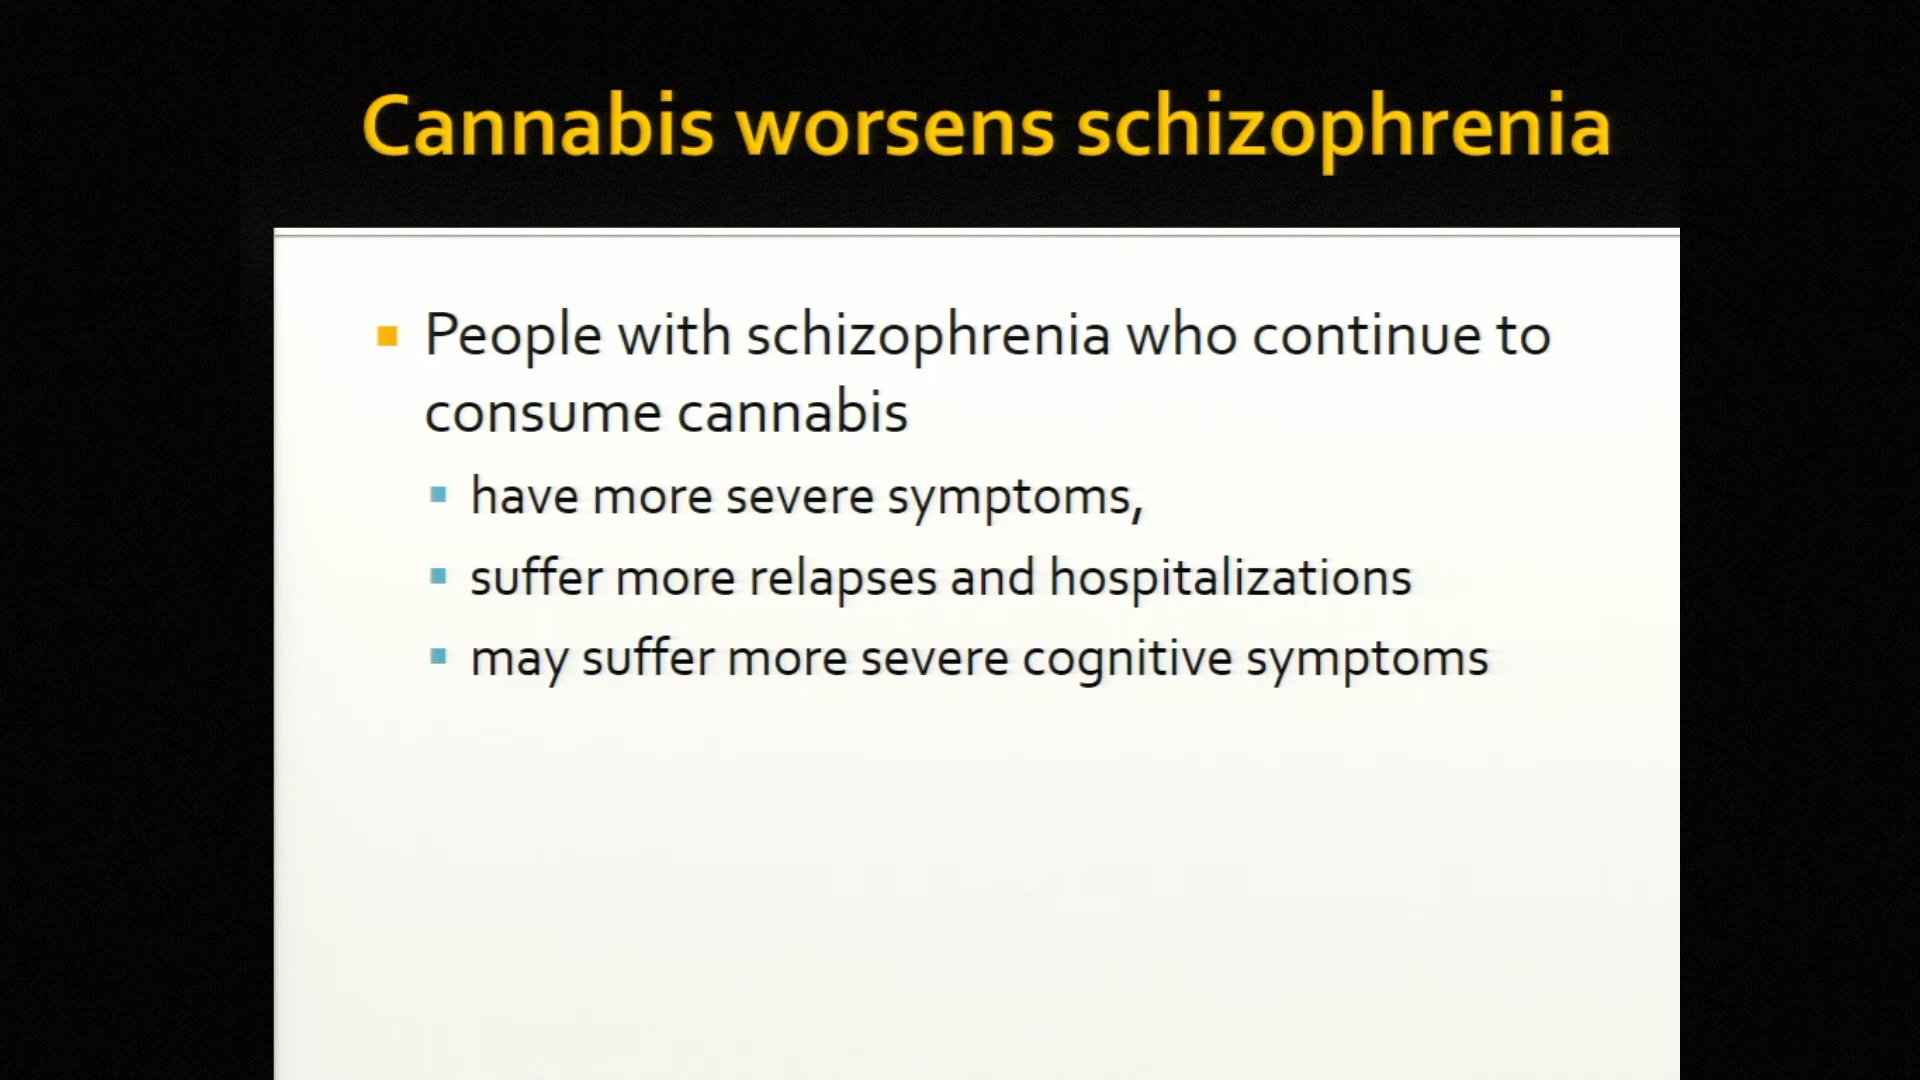 Cannabis worsens schizophrenia
People with schizophrenia who continue to
consume cannabis
have more severe symptoms,
suffer more relapses and hospitalizations
may suffer more severe cognitive symptoms